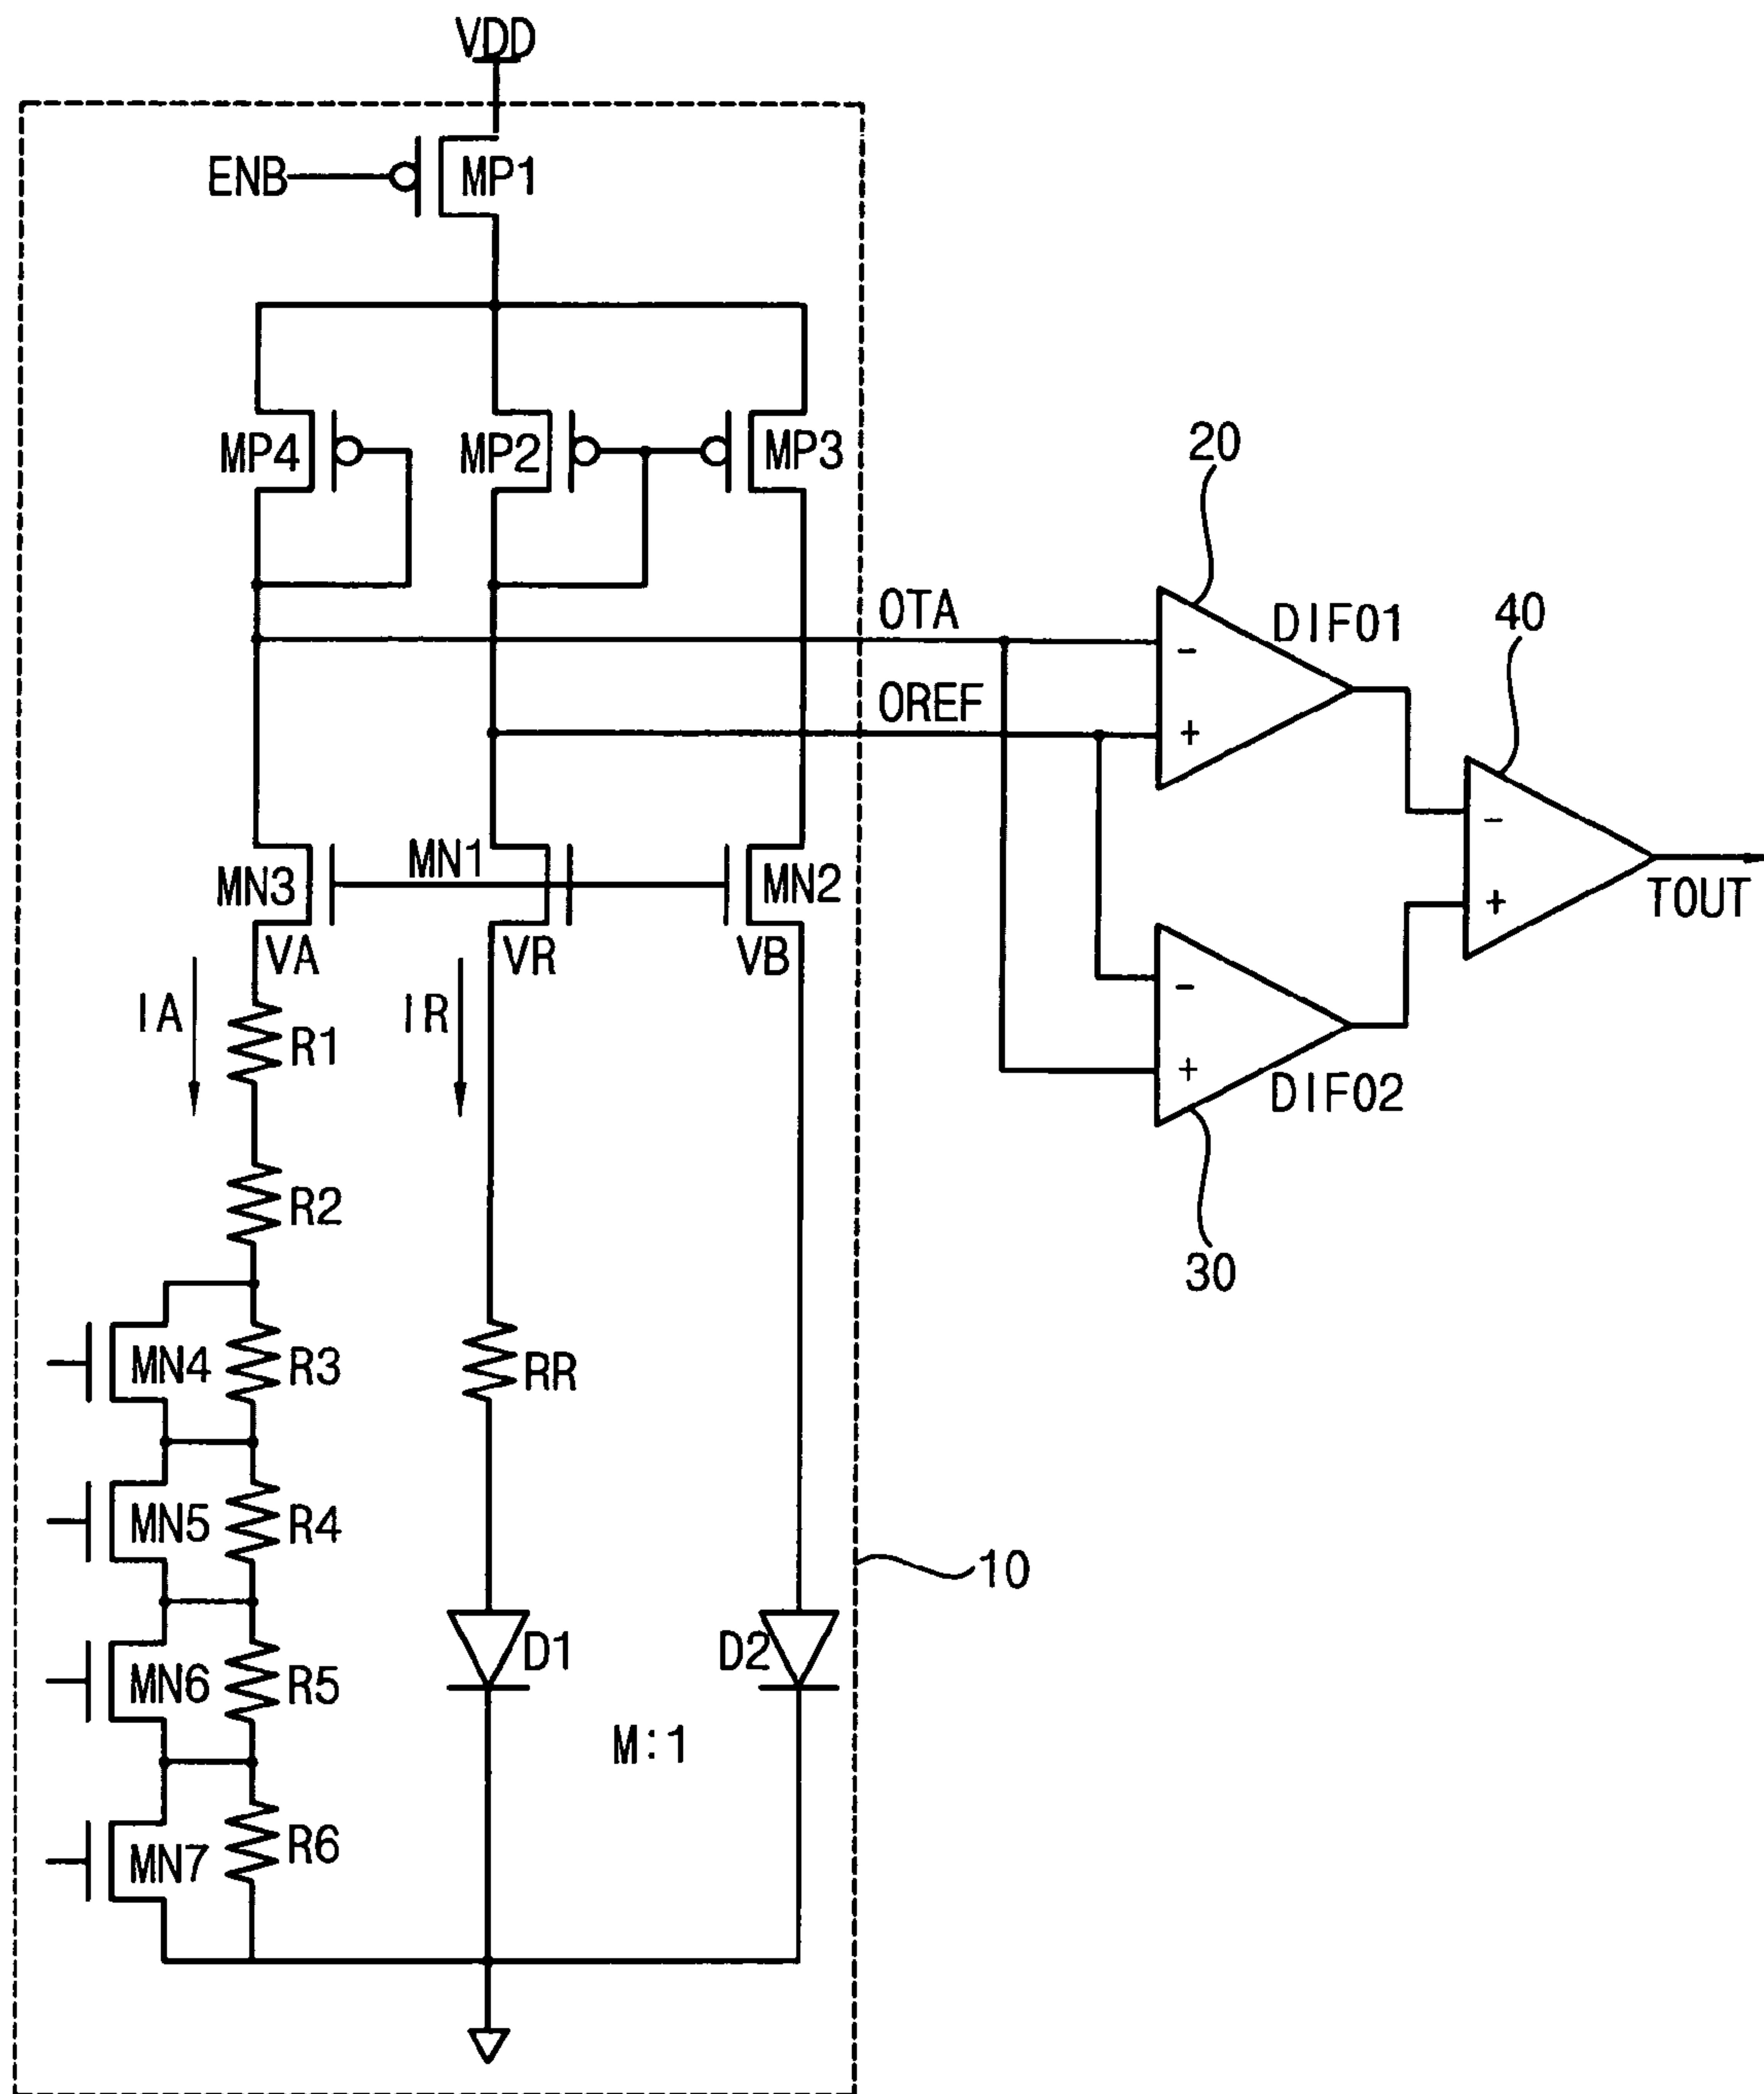 VDD
ENB
MP1
MP4
MP2
MP3
20
OTA
DIF01
40
OREF
-
+
-
+
TOUT
MN3
MN1
MN2
VA
VR
VB
IA
IR
R1
-
+
DIF02
R2
30
MN4
R3
RR
MN5
R4
10
MN6
R5
D1
D2
M:1
MN7
R6